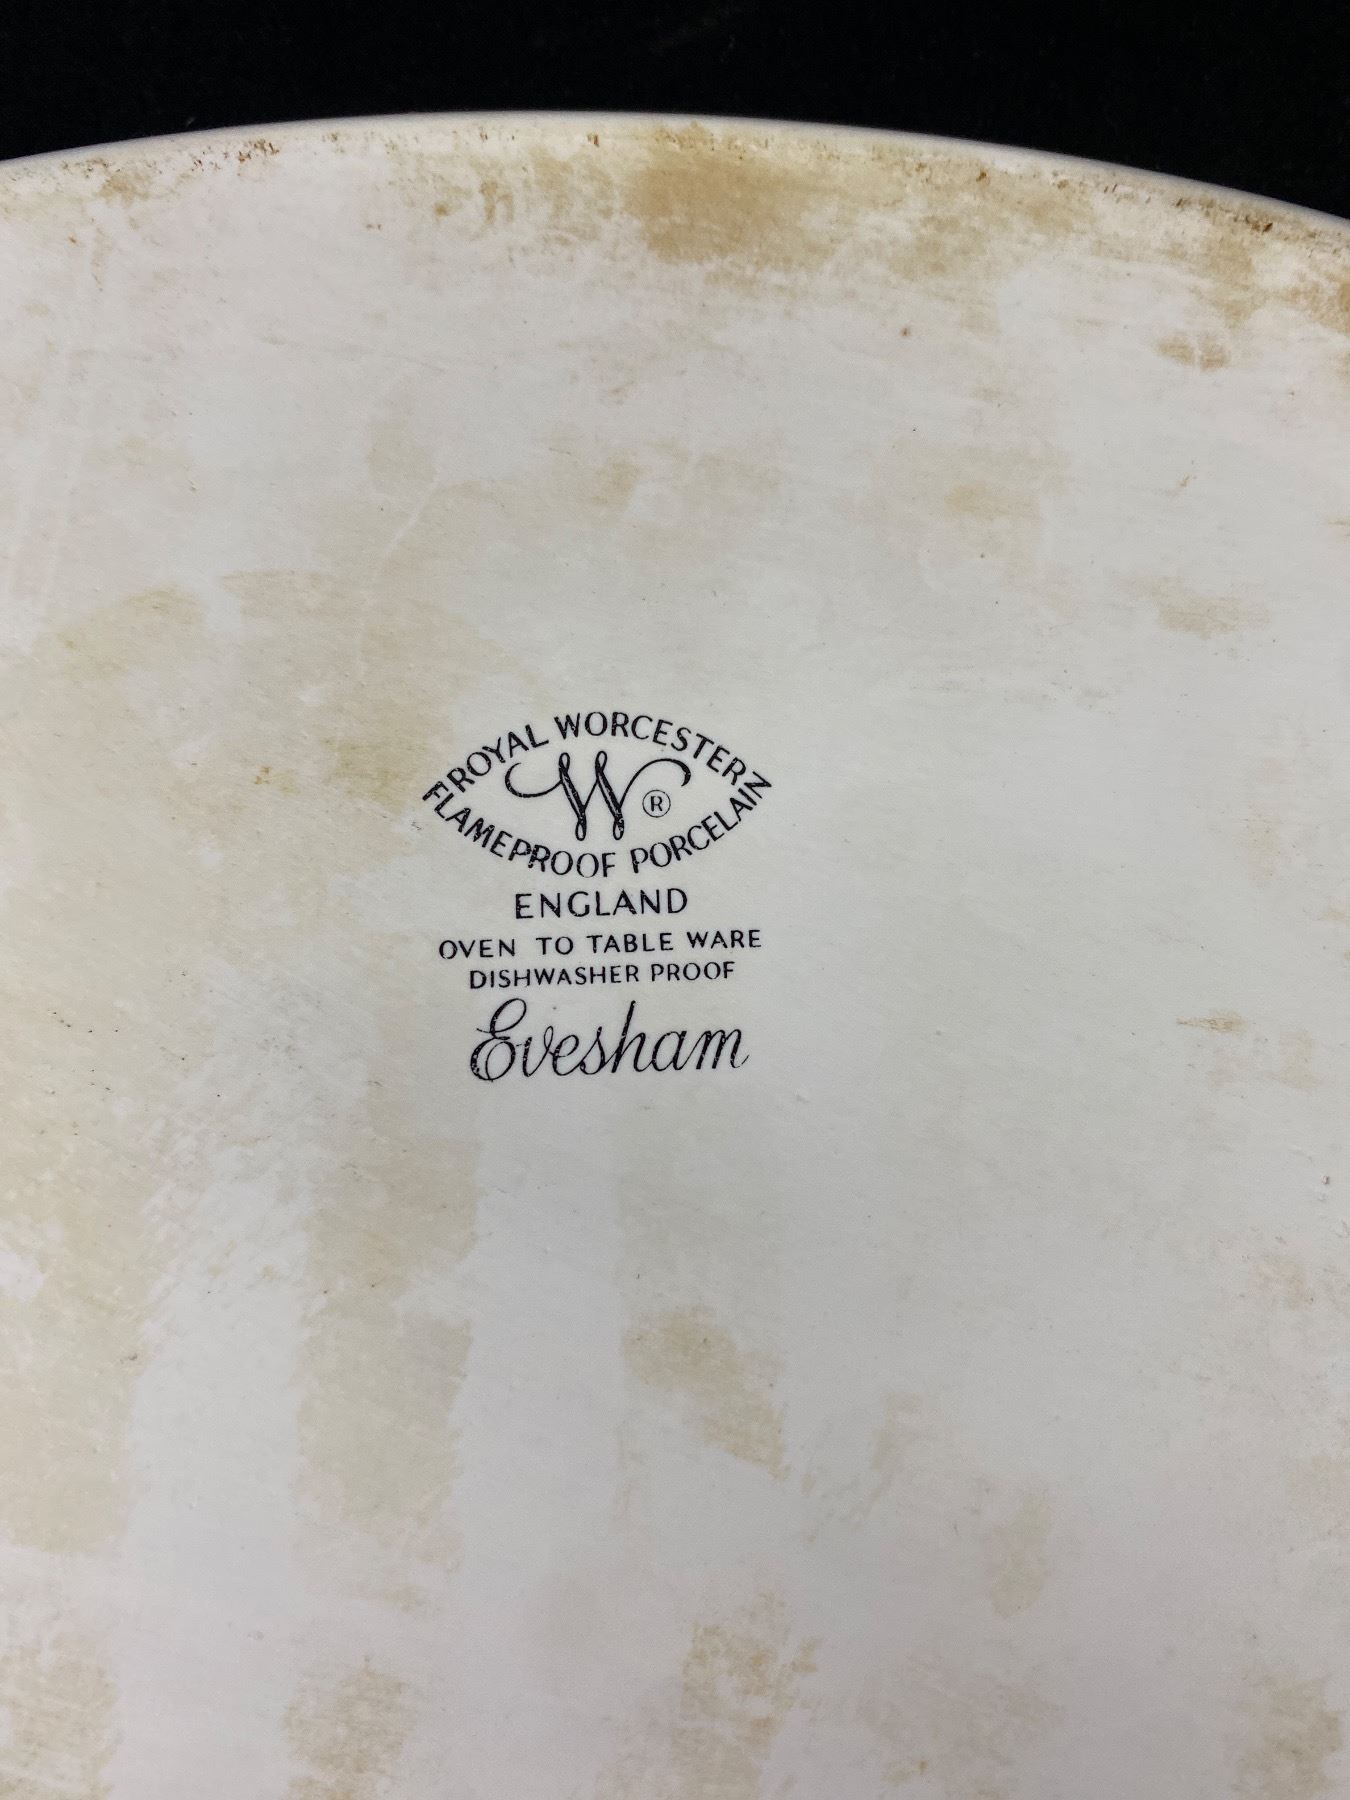 ROYAL WORCESTER
W ®
FLAMEPROOF PORCELAIN
ENGLAND
OVEN TO TABLE WARE
DISHWASHER PROOF
Evesham